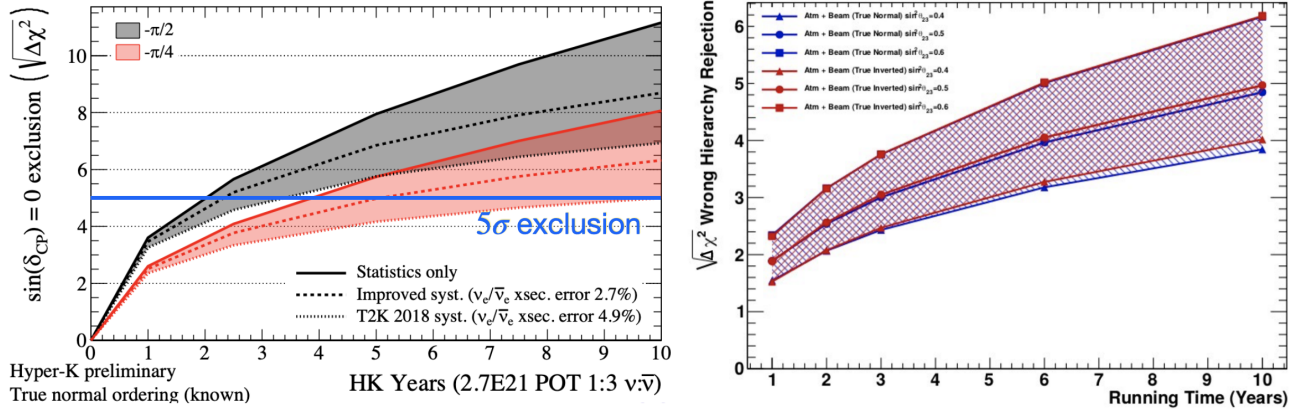 sin(δCP) = 0 exclusion (√Δχ²)
10
8
6
4
2
0
-π/2
-π/4
5σ exclusion
Statistics only
Improved syst. (νe/ν̅e xsec. error 2.7%)
T2K 2018 syst. (νe/ν̅e xsec. error 4.9%)
0 1 2 3 4 5 6 7 8 9 10
Hyper-K preliminary
True normal ordering (known)
HK Years (2.7E21 POT 1:3 ν:ν̅)
√Δχ² Wrong Hierarchy Rejection
6
5
4
3
2
1
0
Atm + Beam (True Normal) sin²θ23=0.4
Atm + Beam (True Normal) sin²θ23=0.5
Atm + Beam (True Normal) sin²θ23=0.6
Atm + Beam (True Inverted) sin²θ23=0.4
Atm + Beam (True Inverted) sin²θ23=0.5
Atm + Beam (True Inverted) sin²θ23=0.6
1 2 3 4 5 6 7 8 9 10
Running Time (Years)